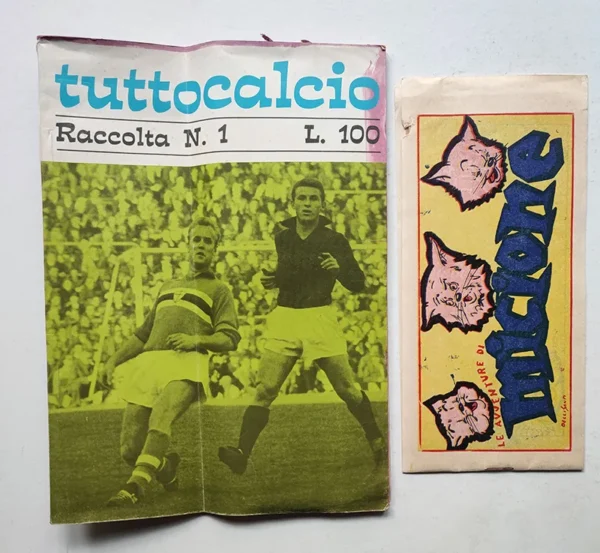 tuttocalcio
Raccolta N. 1 L. 100
LE AVVENTURE DI
micione